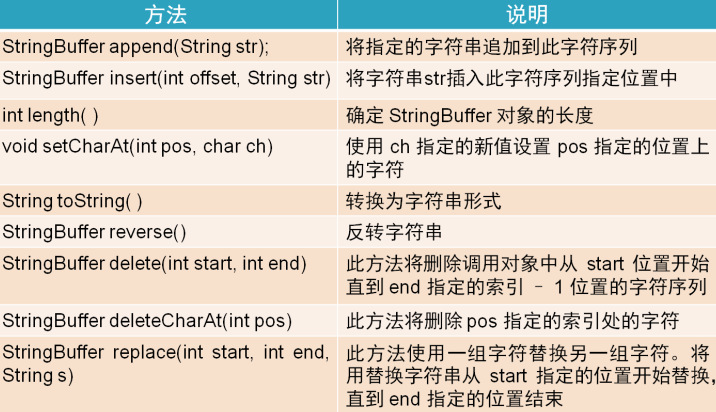 方法
说明
StringBuffer append(String str);
将指定的字符串追加到此字符序列
StringBuffer insert(int offset, String str)
将字符串str插入此字符序列指定位置中
int length( )
确定 StringBuffer 对象的长度
void setCharAt(int pos, char ch)
使用 ch 指定的新值设置 pos 指定的位置上
的字符
String toString( )
转换为字符串形式
StringBuffer reverse()
反转字符串
StringBuffer delete(int start, int end)
此方法将删除调用对象中从 start 位置开始
直到 end 指定的索引 – 1 位置的字符序列
StringBuffer deleteCharAt(int pos)
此方法将删除 pos 指定的索引处的字符
StringBuffer replace(int start, int end,
String s)
此方法使用一组字符替换另一组字符。将
用替换字符串从 start 指定的位置开始替换,
直到 end 指定的位置结束